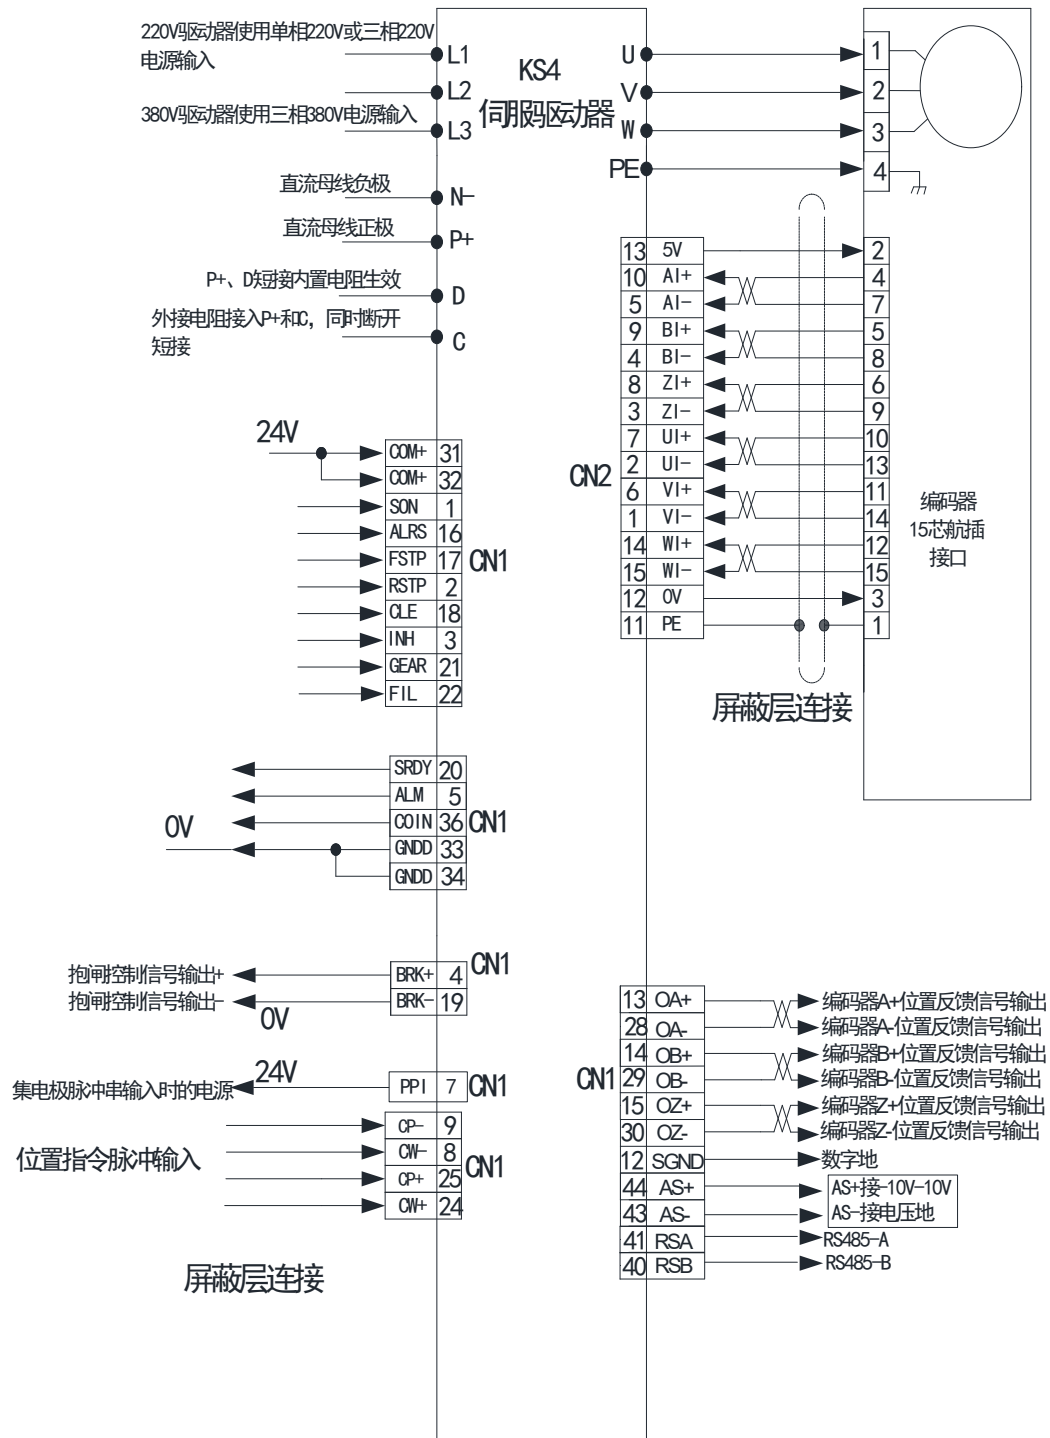 220V驱动器使用单相220V或三相220V
电源输入
L1
L2
380V驱动器使用三相380V电源输入
L3
直流母线负极
N-
直流母线正极
P+
P+、D短接内置电阻生效
D
外接电阻接入P+和C，同时断开
短接
C
KS4
伺服驱动器
U
V
W
PE
1
2
3
4
24V
COM+ 31
COM+ 32
SON 1
ALRS 16
FSTP 17
RSTP 2
CLE 18
INH 3
GEAR 21
FIL 22
CN1
CN2
13 5V 2
10 AI+ 4
5 AI- 7
9 BI+ 5
4 BI- 8
8 ZI+ 6
3 ZI- 9
7 UI+ 10
2 UI- 13
6 VI+ 11
1 VI- 14
14 WI+ 12
15 WI- 15
12 0V 3
11 PE 1
编码器
15芯航插
接口
屏蔽层连接
SRDY 20
ALM 5
COIN 36
GNDD 33
GNDD 34
CN1
0V
抱闸控制信号输出+
BRK+ 4
CN1
抱闸控制信号输出-
BRK- 19
0V
集电极脉冲串输入时的电源
24V
PPI 7
CN1
位置指令脉冲输入
CP- 9
CW- 8
CP+ 25
CW+ 24
CN1
屏蔽层连接
CN1
13 OA+ 编码器A+位置反馈信号输出
28 OA- 编码器A-位置反馈信号输出
14 OB+ 编码器B+位置反馈信号输出
29 OB- 编码器B-位置反馈信号输出
15 OZ+ 编码器Z+位置反馈信号输出
30 OZ- 编码器Z-位置反馈信号输出
12 SGND 数字地
44 AS+ AS+接-10V-10V
43 AS- AS-接电压地
41 RSA RS485-A
40 RSB RS485-B